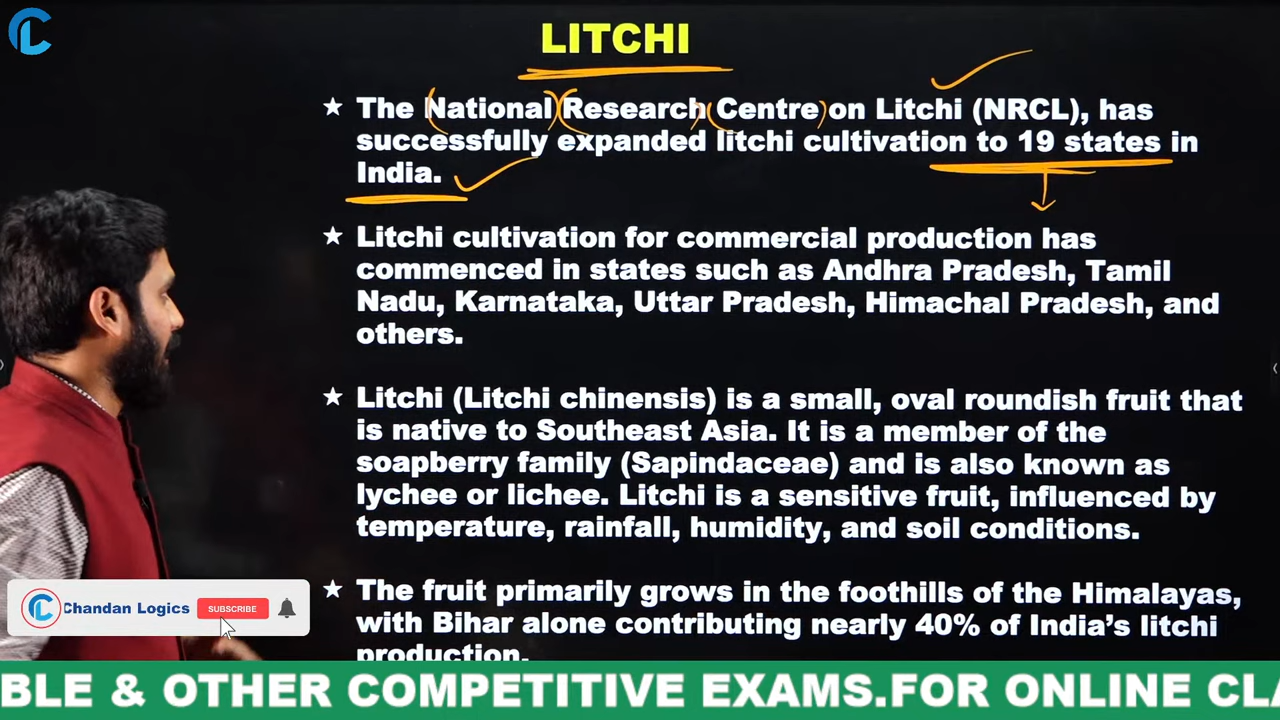 LITCHI
★ The National Research Centre on Litchi (NRCL), has
successfully expanded litchi cultivation to 19 states in
India.
★ Litchi cultivation for commercial production has
commenced in states such as Andhra Pradesh, Tamil
Nadu, Karnataka, Uttar Pradesh, Himachal Pradesh, and
others.
★ Litchi (Litchi chinensis) is a small, oval roundish fruit that
is native to Southeast Asia. It is a member of the
soapberry family (Sapindaceae) and is also known as
lychee or lichee. Litchi is a sensitive fruit, influenced by
temperature, rainfall, humidity, and soil conditions.
★ The fruit primarily grows in the foothills of the Himalayas,
with Bihar alone contributing nearly 40% of India’s litchi
production.
Chandan Logics
SUBSCRIBE
BLE & OTHER COMPETITIVE EXAMS.FOR ONLINE CLA